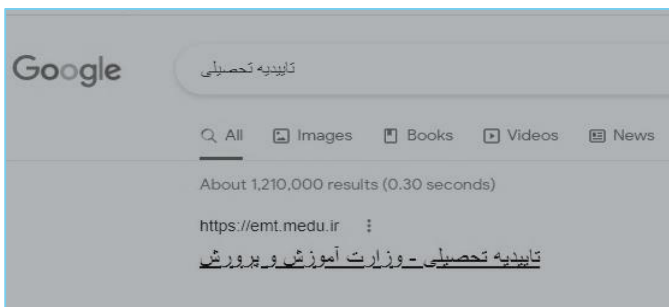 Google
تاییدیه تحصیلی
All Images Books Videos News
About 1,210,000 results (0.30 seconds)
https://emt.medu.ir
تاییدیه تحصیلی - وزارت آموزش و پرورش